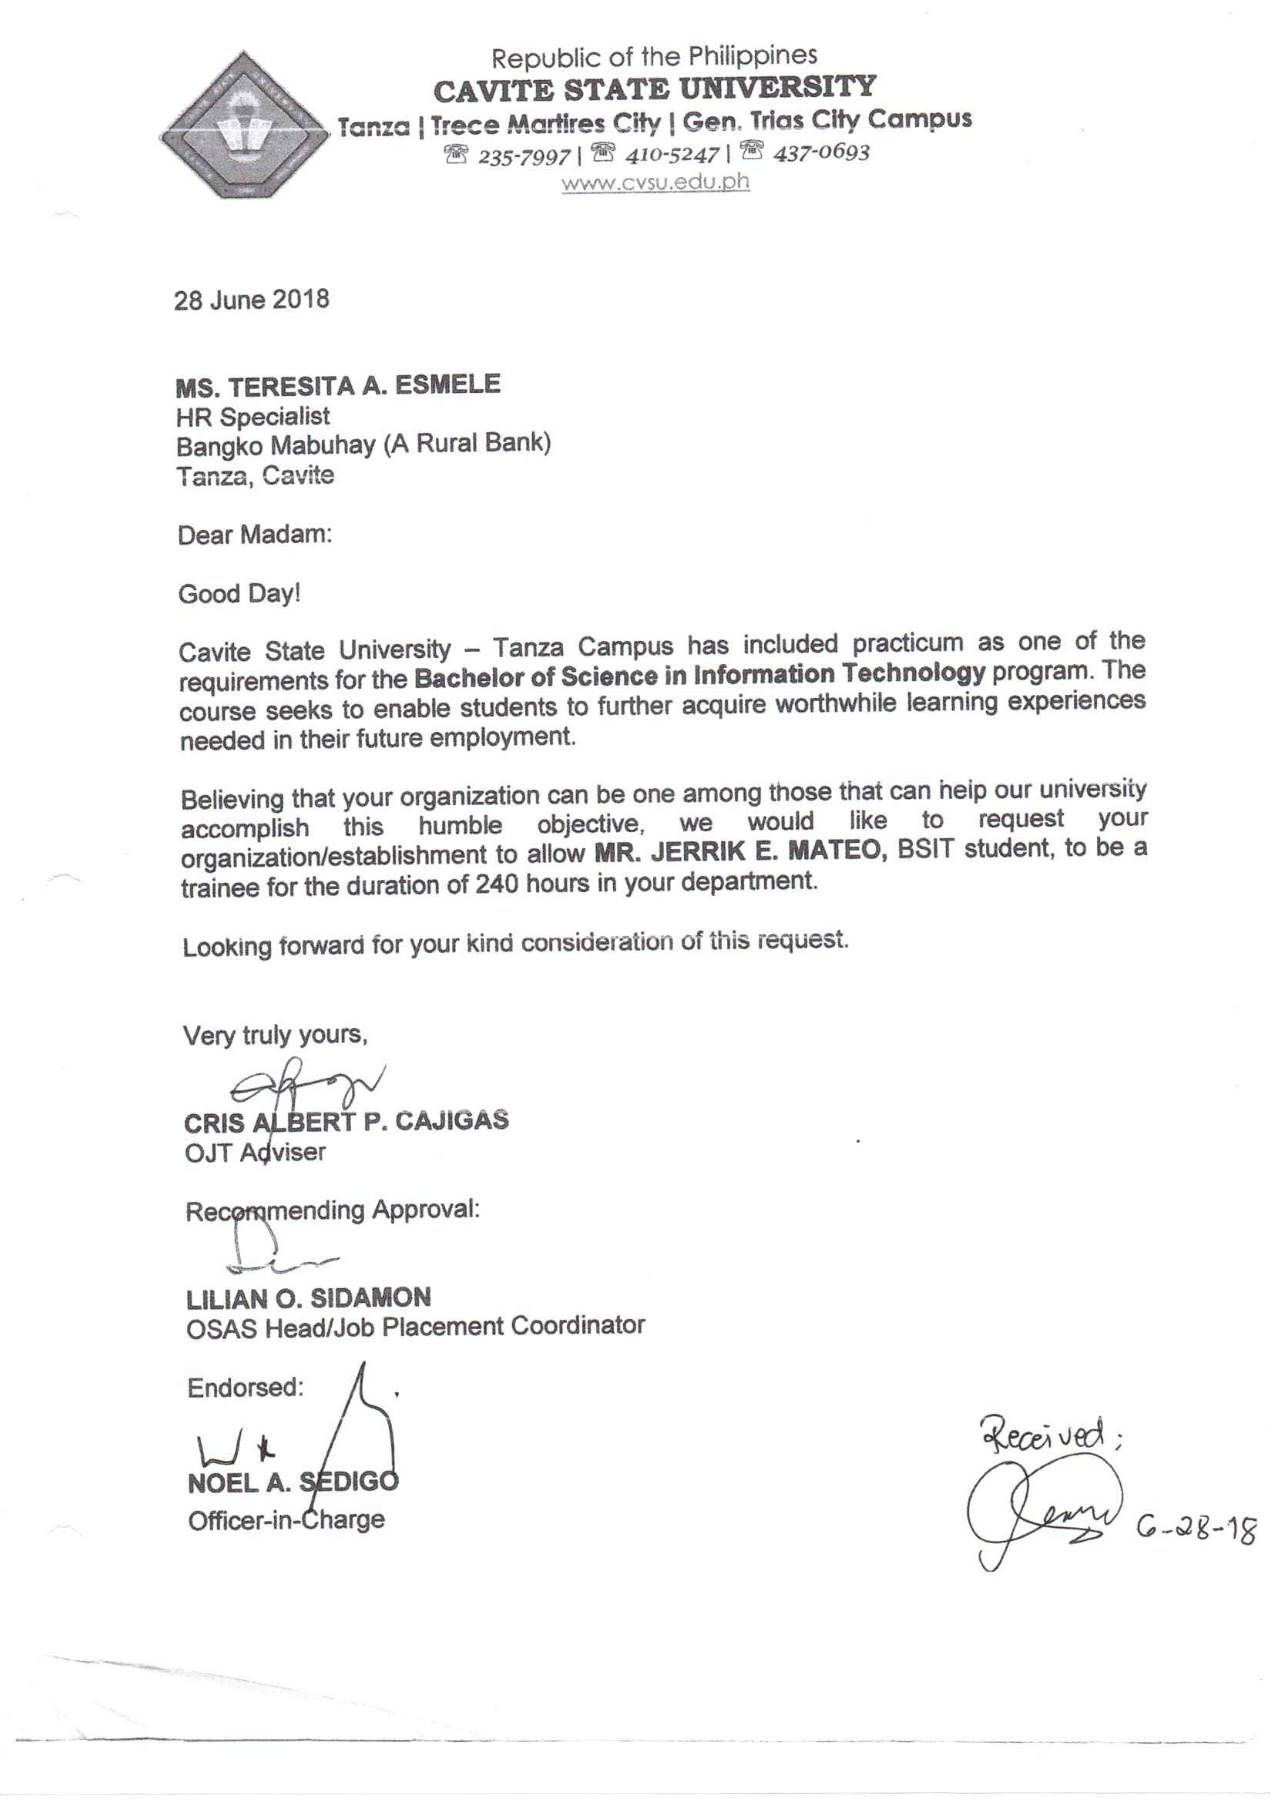 Republic of the Philippines
CAVITE STATE UNIVERSITY
Tanza | Trece Martires City | Gen. Trias City Campus
☏ 235-7997 | ☏ 410-5247 | ☏ 437-0693
www.cvsu.edu.ph
28 June 2018
MS. TERESITA A. ESMELE
HR Specialist
Bangko Mabuhay (A Rural Bank)
Tanza, Cavite
Dear Madam:
Good Day!
Cavite State University – Tanza Campus has included practicum as one of the
requirements for the Bachelor of Science in Information Technology program. The
course seeks to enable students to further acquire worthwhile learning experiences
needed in their future employment.
Believing that your organization can be one among those that can help our university
accomplish this humble objective, we would like to request your
organization/establishment to allow MR. JERRIK E. MATEO, BSIT student, to be a
trainee for the duration of 240 hours in your department.
Looking forward for your kind consideration of this request.
Very truly yours,
CRIS ALBERT P. CAJIGAS
OJT Adviser
Recommending Approval:
LILIAN O. SIDAMON
OSAS Head/Job Placement Coordinator
Endorsed:
NOEL A. SEDIGO
Officer-in-Charge
Received;
6-28-18